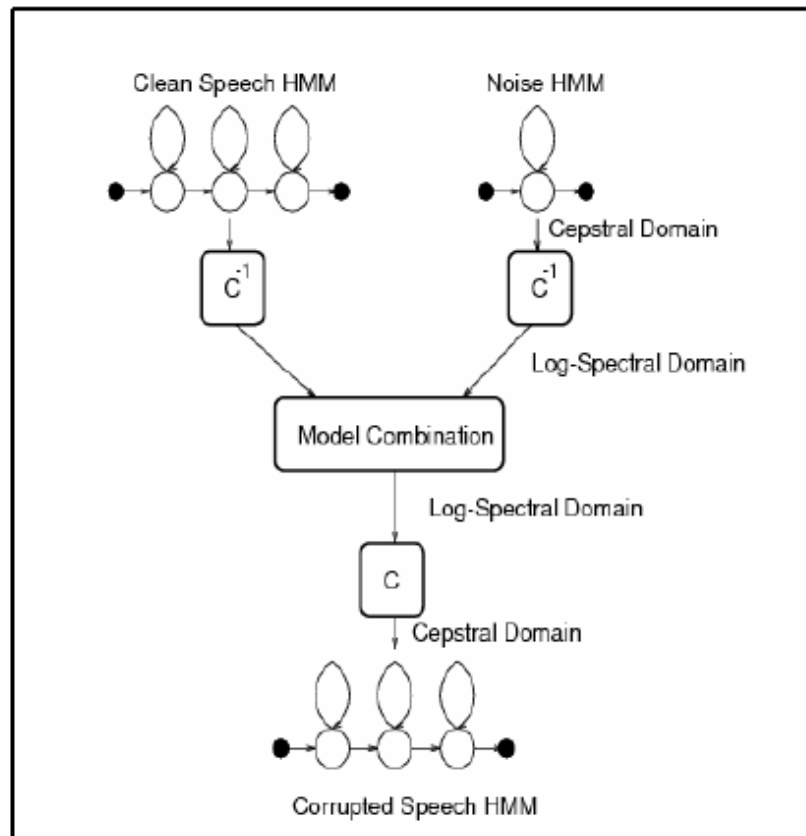 Clean Speech HMM
Noise HMM
Cepstral Domain
C-1
C-1
Log-Spectral Domain
Model Combination
Log-Spectral Domain
C
Cepstral Domain
Corrupted Speech HMM